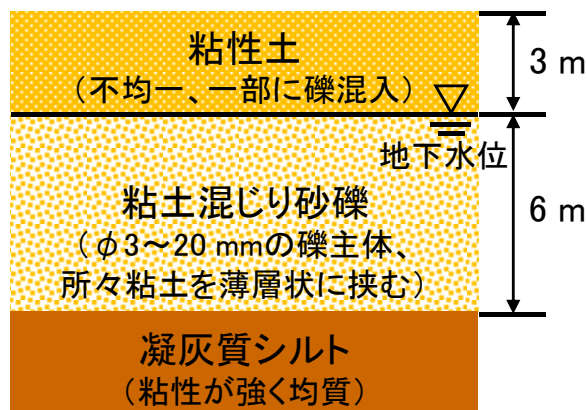 粘性土
（不均一、一部に礫混入）
3 m
地下水位
粘土混じり砂礫
（φ3～20 mmの礫主体、
所々粘土を薄層状に挟む）
6 m
凝灰質シルト
（粘性が強く均質）